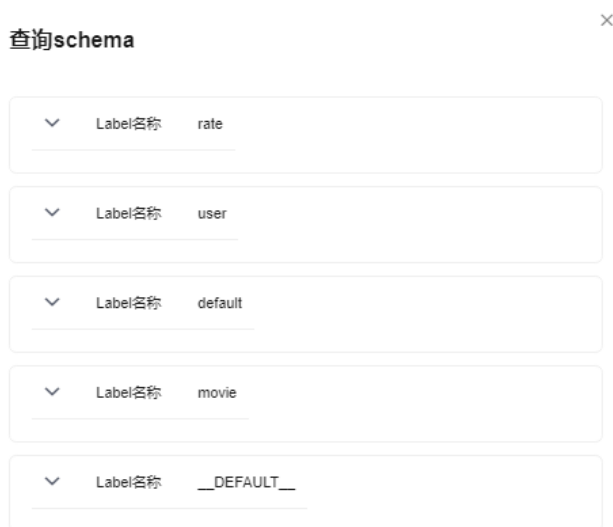 查询schema
Label名称 rate
Label名称 user
Label名称 default
Label名称 movie
Label名称 __DEFAULT__